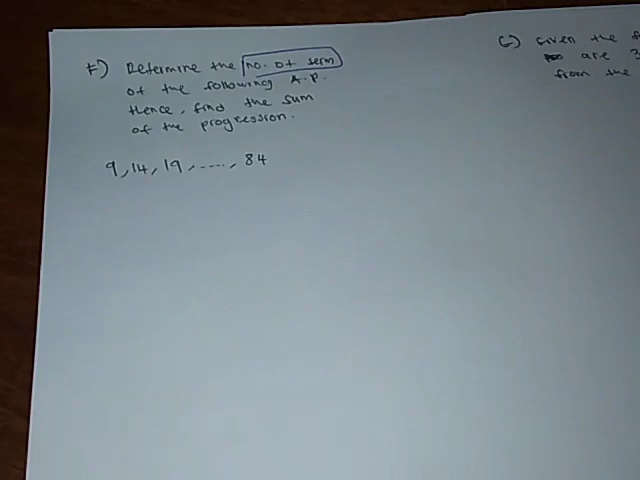 F) Determine the no. of term
of the following A.P.
Hence, find the sum
of the progression.
9, 14, 19, ....., 84
G) Given the
are 3
from the